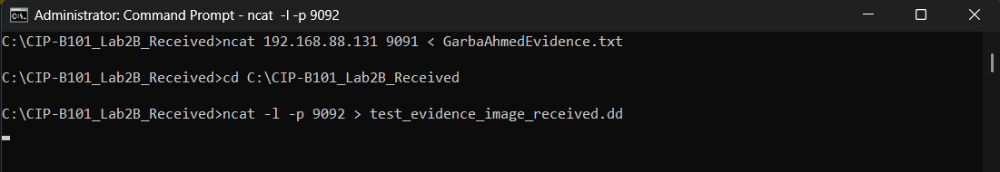 Administrator: Command Prompt - ncat  -l -p 9092
C:\CIP-B101_Lab2B_Received>ncat 192.168.88.131 9091 < GarbaAhmedEvidence.txt
C:\CIP-B101_Lab2B_Received>cd C:\CIP-B101_Lab2B_Received
C:\CIP-B101_Lab2B_Received>ncat -l -p 9092 > test_evidence_image_received.dd